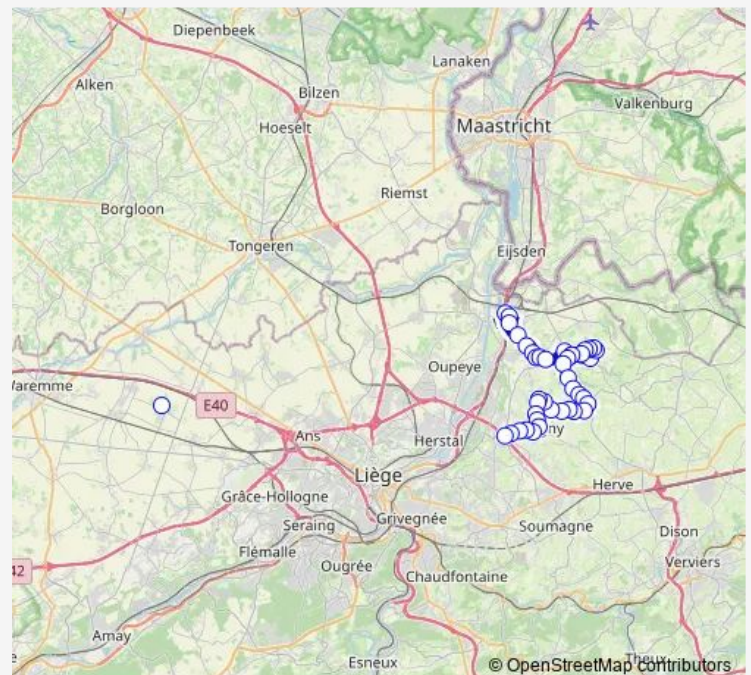 Diepenbeek
Lanaken
Alken
Bilzen
Valkenburg
Hoeselt
Maastricht
Riemst
Borgloon
Tongeren
Eijsden
Oupeye
Waremme
E40
Ans
Herstal
ny
Liège
Grâce-Hollogne
Herve
Seraing
Grivegnée
Soumagne
Flémalle
Dison
42
Ougrée
Chaudfontaine
Verviers
Amay
e
Esneux
Theux
© OpenStreetMap contributors